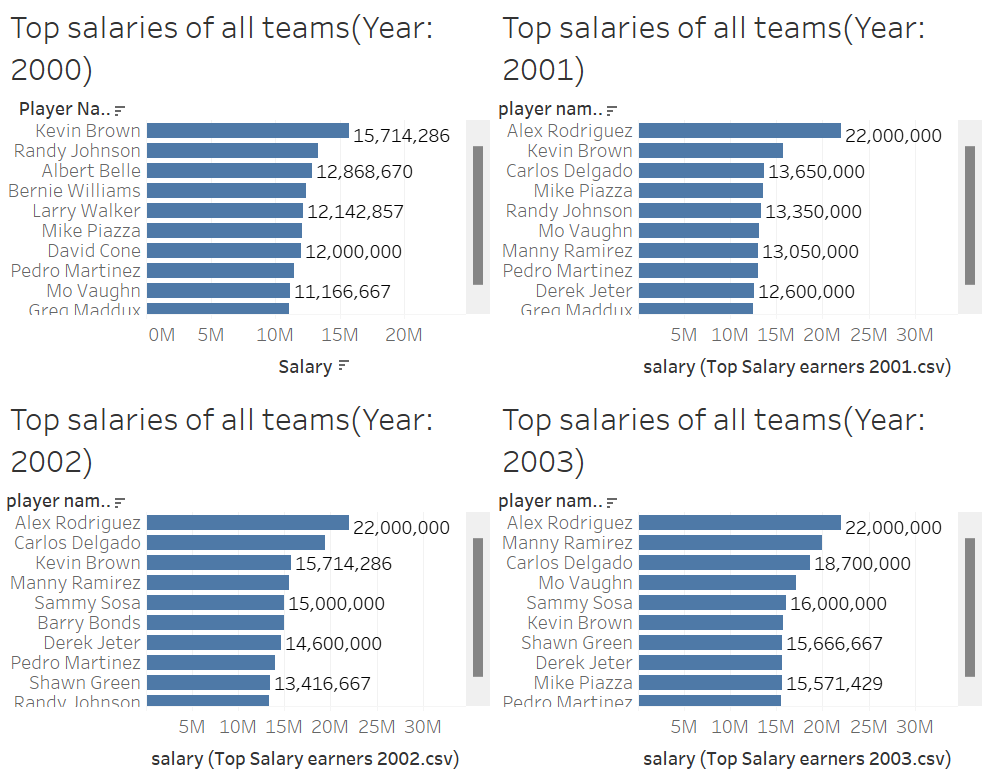 Top salaries of all teams(Year:
2000)
Player Na..
Kevin Brown 15,714,286
Randy Johnson
Albert Belle 12,868,670
Bernie Williams
Larry Walker 12,142,857
Mike Piazza
David Cone 12,000,000
Pedro Martinez
Mo Vaughn 11,166,667
Greg Maddux
0M 5M 10M 15M 20M
Salary
Top salaries of all teams(Year:
2001)
player nam..
Alex Rodriguez 22,000,000
Kevin Brown
Carlos Delgado 13,650,000
Mike Piazza
Randy Johnson 13,350,000
Mo Vaughn
Manny Ramirez 13,050,000
Pedro Martinez
Derek Jeter 12,600,000
Greg Maddux
5M 10M 15M 20M 25M 30M
salary (Top Salary earners 2001.csv)
Top salaries of all teams(Year:
2002)
player nam..
Alex Rodriguez 22,000,000
Carlos Delgado
Kevin Brown 15,714,286
Manny Ramirez
Sammy Sosa 15,000,000
Barry Bonds
Derek Jeter 14,600,000
Pedro Martinez
Shawn Green 13,416,667
Randy Johnson
5M 10M 15M 20M 25M 30M
salary (Top Salary earners 2002.csv)
Top salaries of all teams(Year:
2003)
player nam..
Alex Rodriguez 22,000,000
Manny Ramirez
Carlos Delgado 18,700,000
Mo Vaughn
Sammy Sosa 16,000,000
Kevin Brown
Shawn Green 15,666,667
Derek Jeter
Mike Piazza 15,571,429
Pedro Martinez
5M 10M 15M 20M 25M 30M
salary (Top Salary earners 2003.csv)